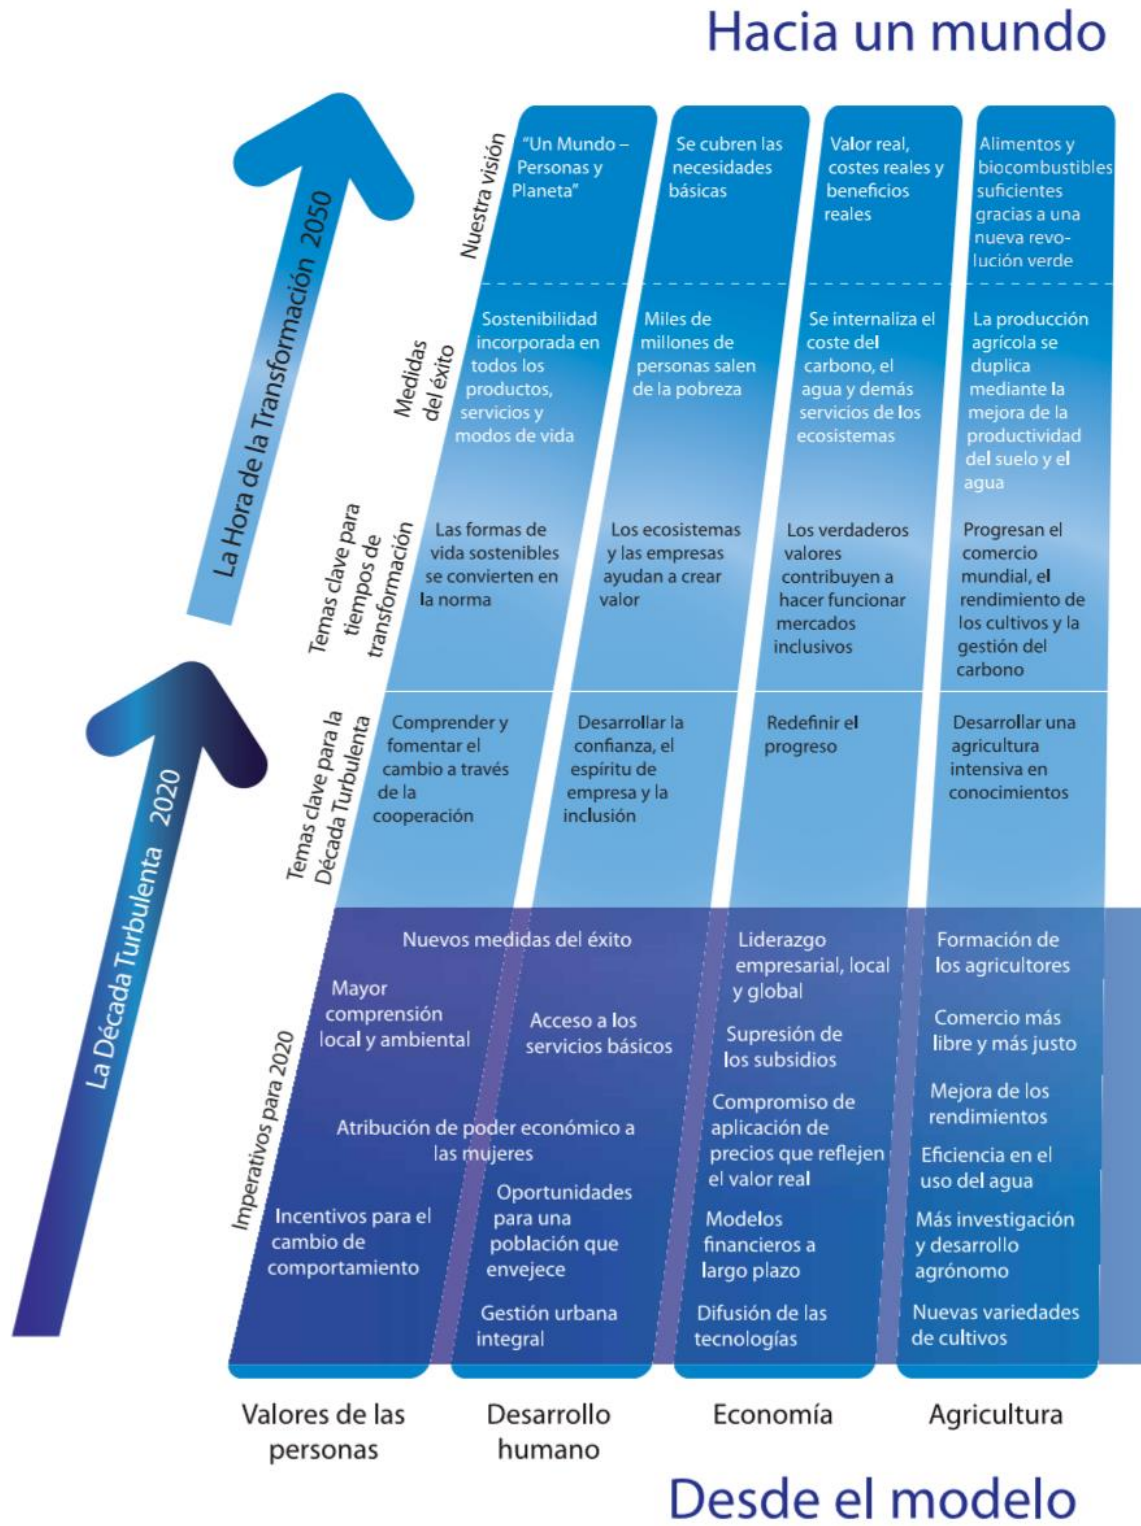 Hacia un mundo
La Hora de la Transformación 2050
La Década Turbulenta 2020
Nuestra visión
"Un Mundo –
Personas y
Planeta"
Se cubren las
necesidades
básicas
Valor real,
costes reales y
beneficios
reales
Alimentos y
biocombustibles
suficientes
gracias a una
nueva revo-
lución verde
Medidas
del éxito
Sostenibilidad
incorporada en
todos los
productos,
servicios y
modos de vida
Miles de
millones de
personas salen
de la pobreza
Se internaliza el
coste del
carbono, el
agua y demás
servicios de los
ecosistemas
La producción
agrícola se
duplica
mediante la
mejora de la
productividad
del suelo y el
agua
Temas clave para
tiempos de
transformación
Las formas de
vida sostenibles
se convierten en
la norma
Los ecosistemas
y las empresas
ayudan a crear
valor
Los verdaderos
valores
contribuyen a
hacer funcionar
mercados
inclusivos
Progresan el
comercio
mundial, el
rendimiento de
los cultivos y la
gestión del
carbono
Temas clave para la
Década Turbulenta
Comprender y
fomentar el
cambio a través
de la
cooperación
Desarrollar la
confianza, el
espíritu de
empresa y la
inclusión
Redefinir el
progreso
Desarrollar una
agricultura
intensiva en
conocimientos
Imperativos para 2020
Nuevos medidas del éxito
Mayor
comprensión
local y ambiental
Acceso a los
servicios básicos
Atribución de poder económico a
las mujeres
Incentivos para el
cambio de
comportamiento
Oportunidades
para una
población que
envejece
Gestión urbana
integral
Liderazgo
empresarial, local
y global
Supresión de
los subsidios
Compromiso de
aplicación de
precios que reflejen
el valor real
Modelos
financieros a
largo plazo
Difusión de las
tecnologías
Formación de
los agricultores
Comercio más
libre y más justo
Mejora de los
rendimientos
Eficiencia en el
uso del agua
Más investigación
y desarrollo
agrónomo
Nuevas variedades
de cultivos
Valores de las
personas
Desarrollo
humano
Economía
Agricultura
Desde el modelo